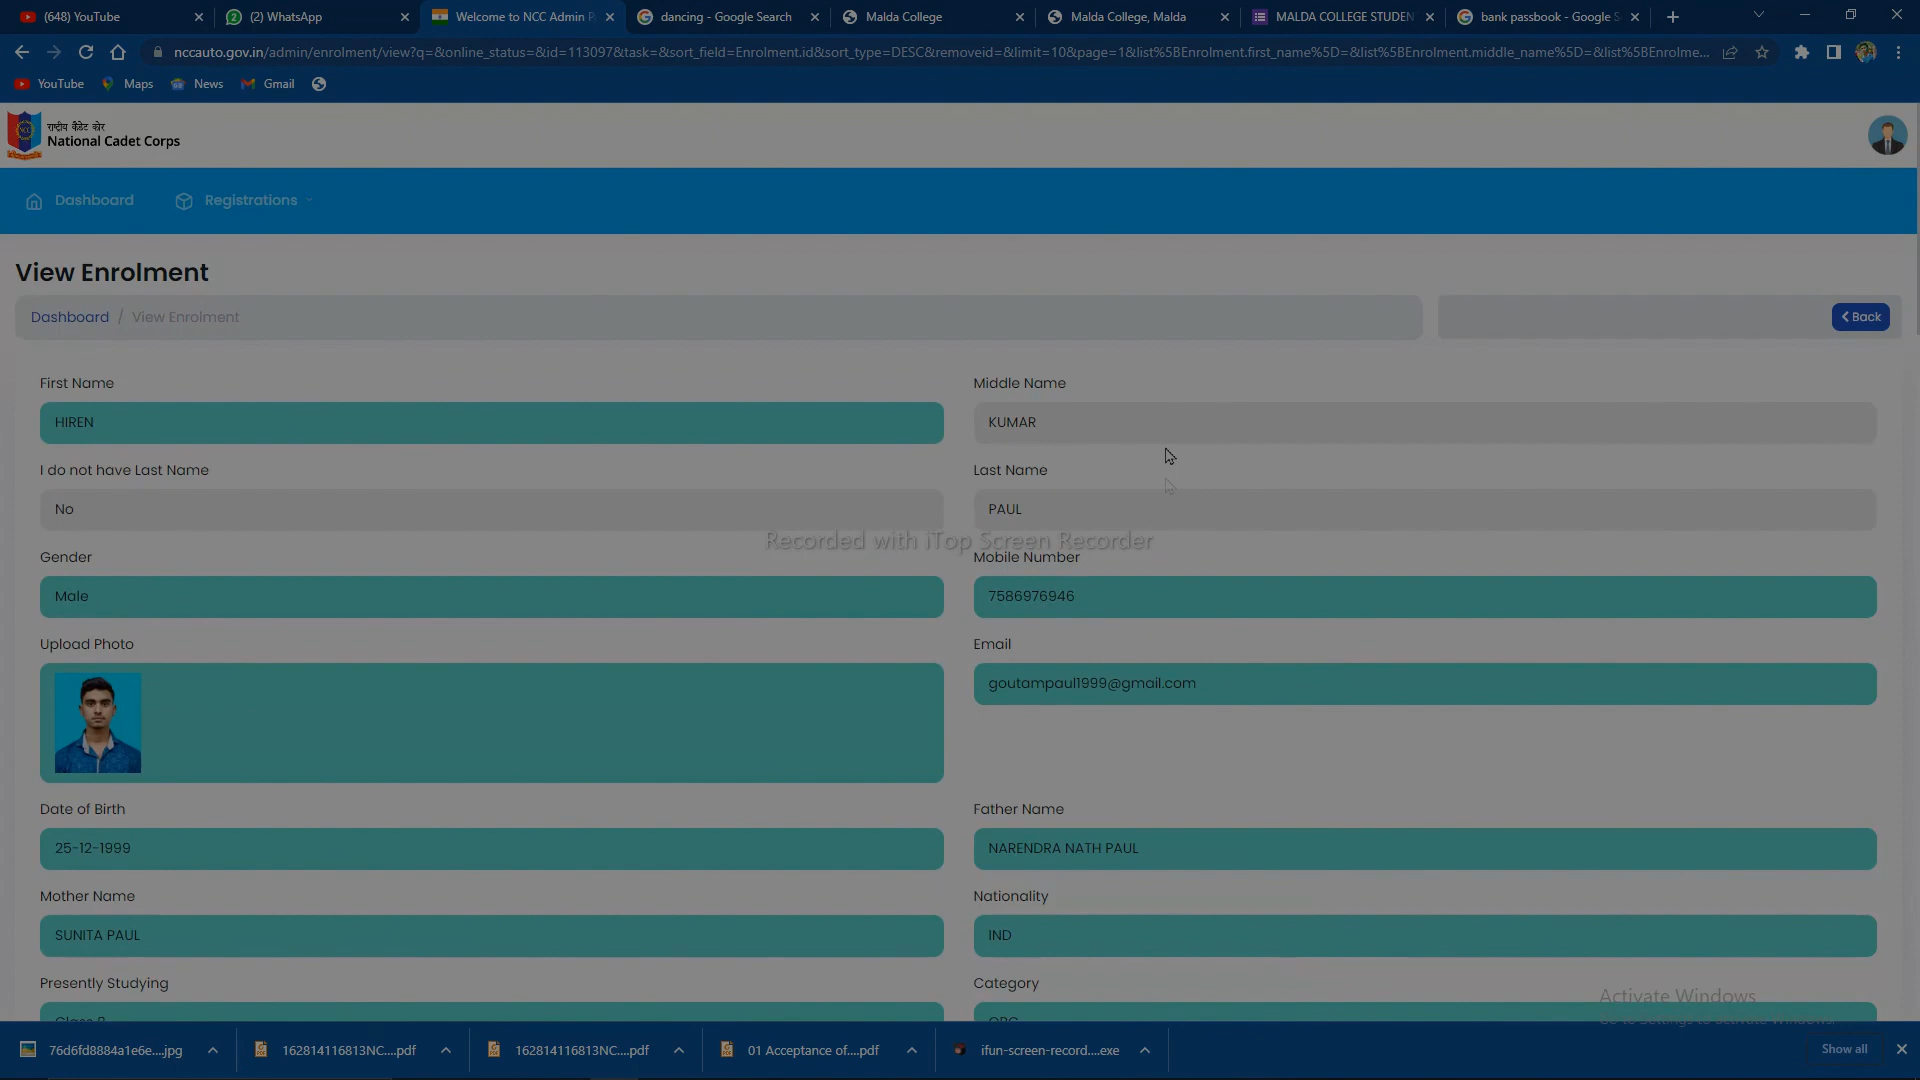 (648) YouTube
(2) WhatsApp
Welcome to NCC Admin P
dancing - Google Search
Malda College
Malda College, Malda
MALDA COLLEGE STUDEN
bank passbook - Google S
nccauto.gov.in/admin/enrolment/view?q=&online_status=&id=113097&task=&sort_field=Enrolment.id&sort_type=DESC&removeid=&limit=10&page=1&list%5BEnrolment.first_name%5D=&list%5BEnrolment.middle_name%5D=&list%5BEnrolme...
YouTube
Maps
News
Gmail
राष्ट्रीय कैडेट कोर
National Cadet Corps
Dashboard
Registrations
View Enrolment
Dashboard / View Enrolment
Back
First Name
Middle Name
HIREN
KUMAR
I do not have Last Name
Last Name
No
PAUL
Recorded with iTop Screen Recorder
Gender
Mobile Number
Male
7586976946
Upload Photo
Email
goutampaul1999@gmail.com
Date of Birth
Father Name
25-12-1999
NARENDRA NATH PAUL
Mother Name
Nationality
SUNITA PAUL
IND
Presently Studying
Category
Activate Windows
Go to Settings to activate Windows.
76d6fd8884a1e6e....jpg
162814116813NC....pdf
162814116813NC....pdf
01 Acceptance of....pdf
ifun-screen-record....exe
Show all